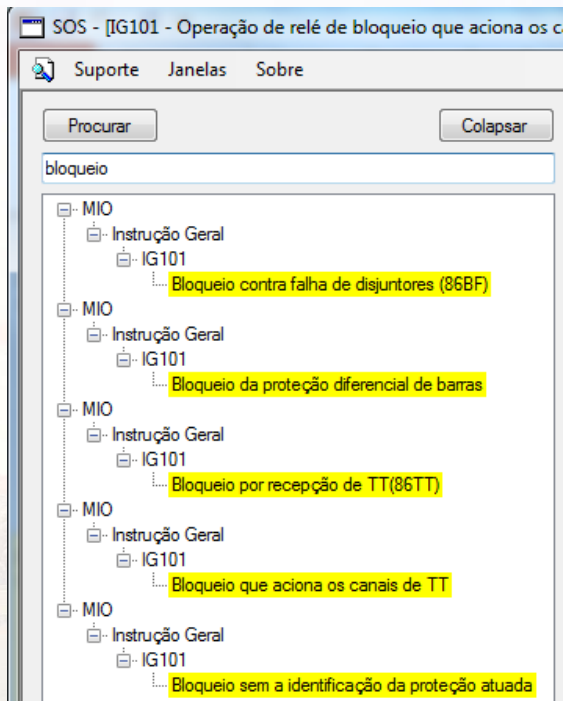 SOS - [IG101 - Operação de relé de bloqueio que aciona os c
Suporte Janelas Sobre
Procurar Colapsar
bloqueio
MIO
Instrução Geral
IG101
Bloqueio contra falha de disjuntores (86BF)
MIO
Instrução Geral
IG101
Bloqueio da proteção diferencial de barras
MIO
Instrução Geral
IG101
Bloqueio por recepção de TT(86TT)
MIO
Instrução Geral
IG101
Bloqueio que aciona os canais de TT
MIO
Instrução Geral
IG101
Bloqueio sem a identificação da proteção atuada